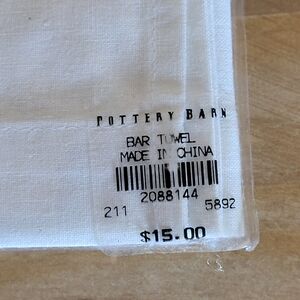 POTTERY BARN
BAR TOWEL
MADE IN CHINA
2088144
211 5892
$15.00